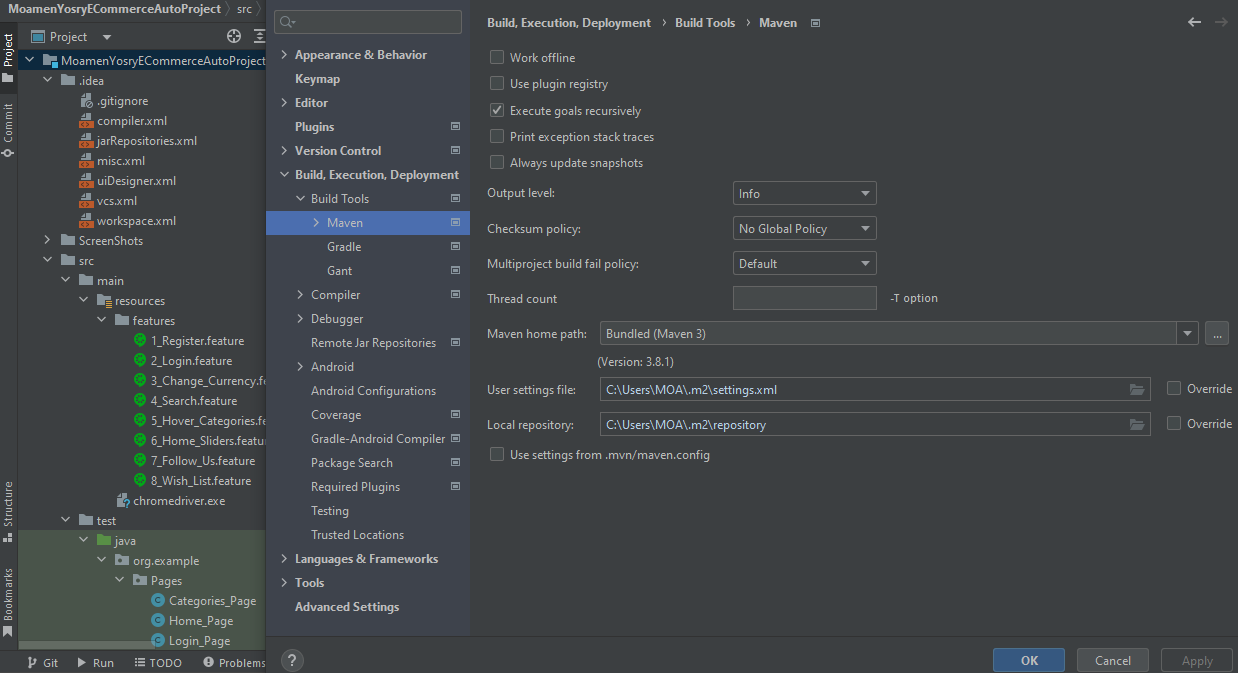 MoamenYosryECommerceAutoProject
src
Project
MoamenYosryECommerceAutoProject
.idea
.gitignore
compiler.xml
jarRepositories.xml
misc.xml
uiDesigner.xml
vcs.xml
workspace.xml
ScreenShots
src
main
resources
features
1_Register.feature
2_Login.feature
3_Change_Currency.fe
4_Search.feature
5_Hover_Categories.fe
6_Home_Sliders.featu
7_Follow_Us.feature
8_Wish_List.feature
chromedriver.exe
test
java
org.example
Pages
Categories_Page
Home_Page
Login_Page
Project
Commit
Structure
Bookmarks
Git
Run
TODO
Problems
Appearance & Behavior
Keymap
Editor
Plugins
Version Control
Build, Execution, Deployment
Build Tools
Maven
Gradle
Gant
Compiler
Debugger
Remote Jar Repositories
Android
Android Configurations
Coverage
Gradle-Android Compiler
Package Search
Required Plugins
Testing
Trusted Locations
Languages & Frameworks
Tools
Advanced Settings
?
Build, Execution, Deployment › Build Tools › Maven
Work offline
Use plugin registry
Execute goals recursively
Print exception stack traces
Always update snapshots
Output level: Info
Checksum policy: No Global Policy
Multiproject build fail policy: Default
Thread count -T option
Maven home path: Bundled (Maven 3) ...
(Version: 3.8.1)
User settings file: C:\Users\MOA\.m2\settings.xml Override
Local repository: C:\Users\MOA\.m2\repository Override
Use settings from .mvn/maven.config
OK Cancel Apply